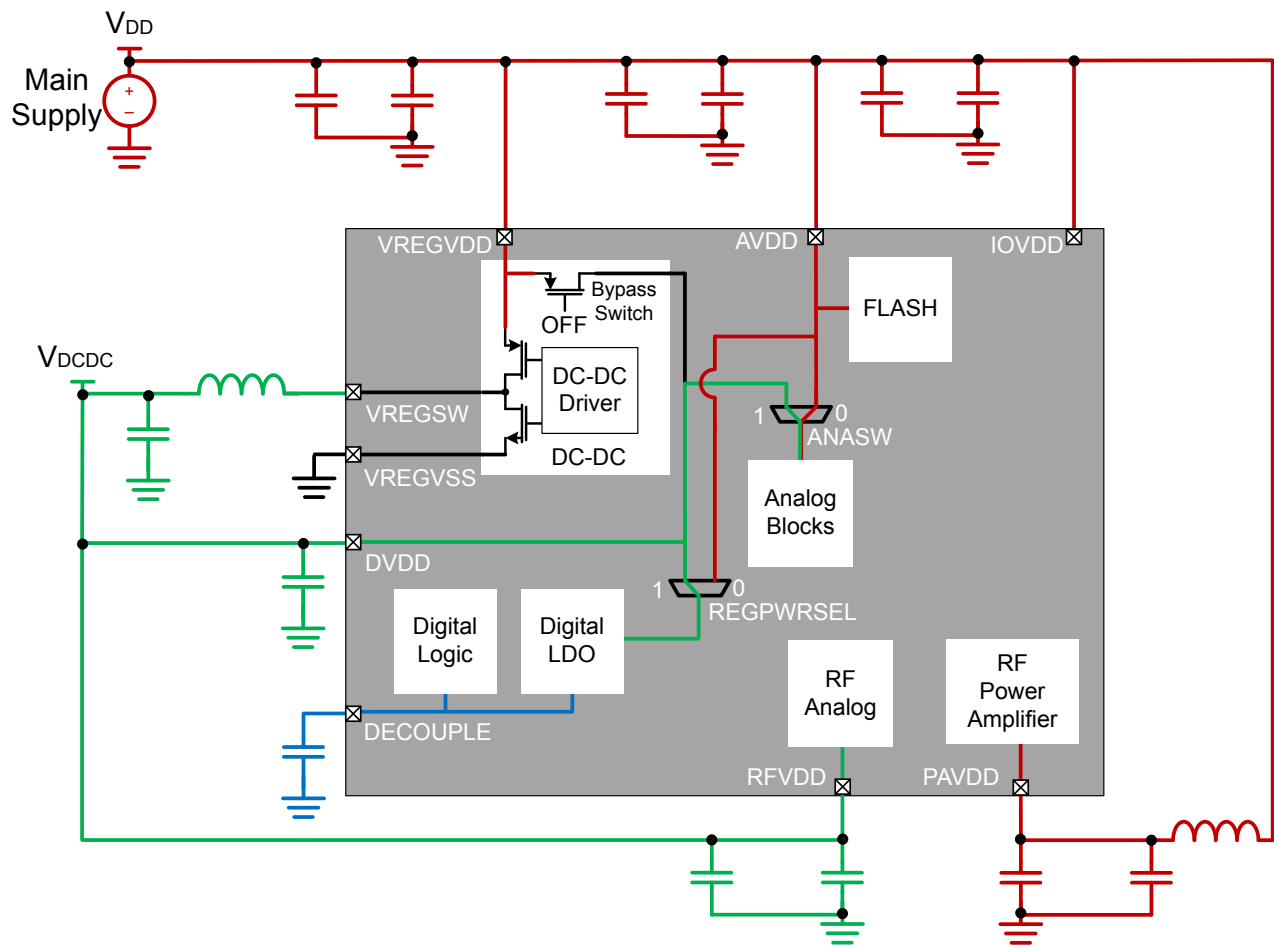 VDD
Main
Supply
+
–
VREGVDD
AVDD
IOVDD
Bypass
Switch
OFF
FLASH
VDCDC
DC-DC
Driver
VREGSW
1
0
ANASW
DC-DC
VREGVSS
Analog
Blocks
DVDD
1
0
REGPWRSEL
Digital
Logic
Digital
LDO
RF
Analog
RF
Power
Amplifier
DECOUPLE
RFVDD
PAVDD